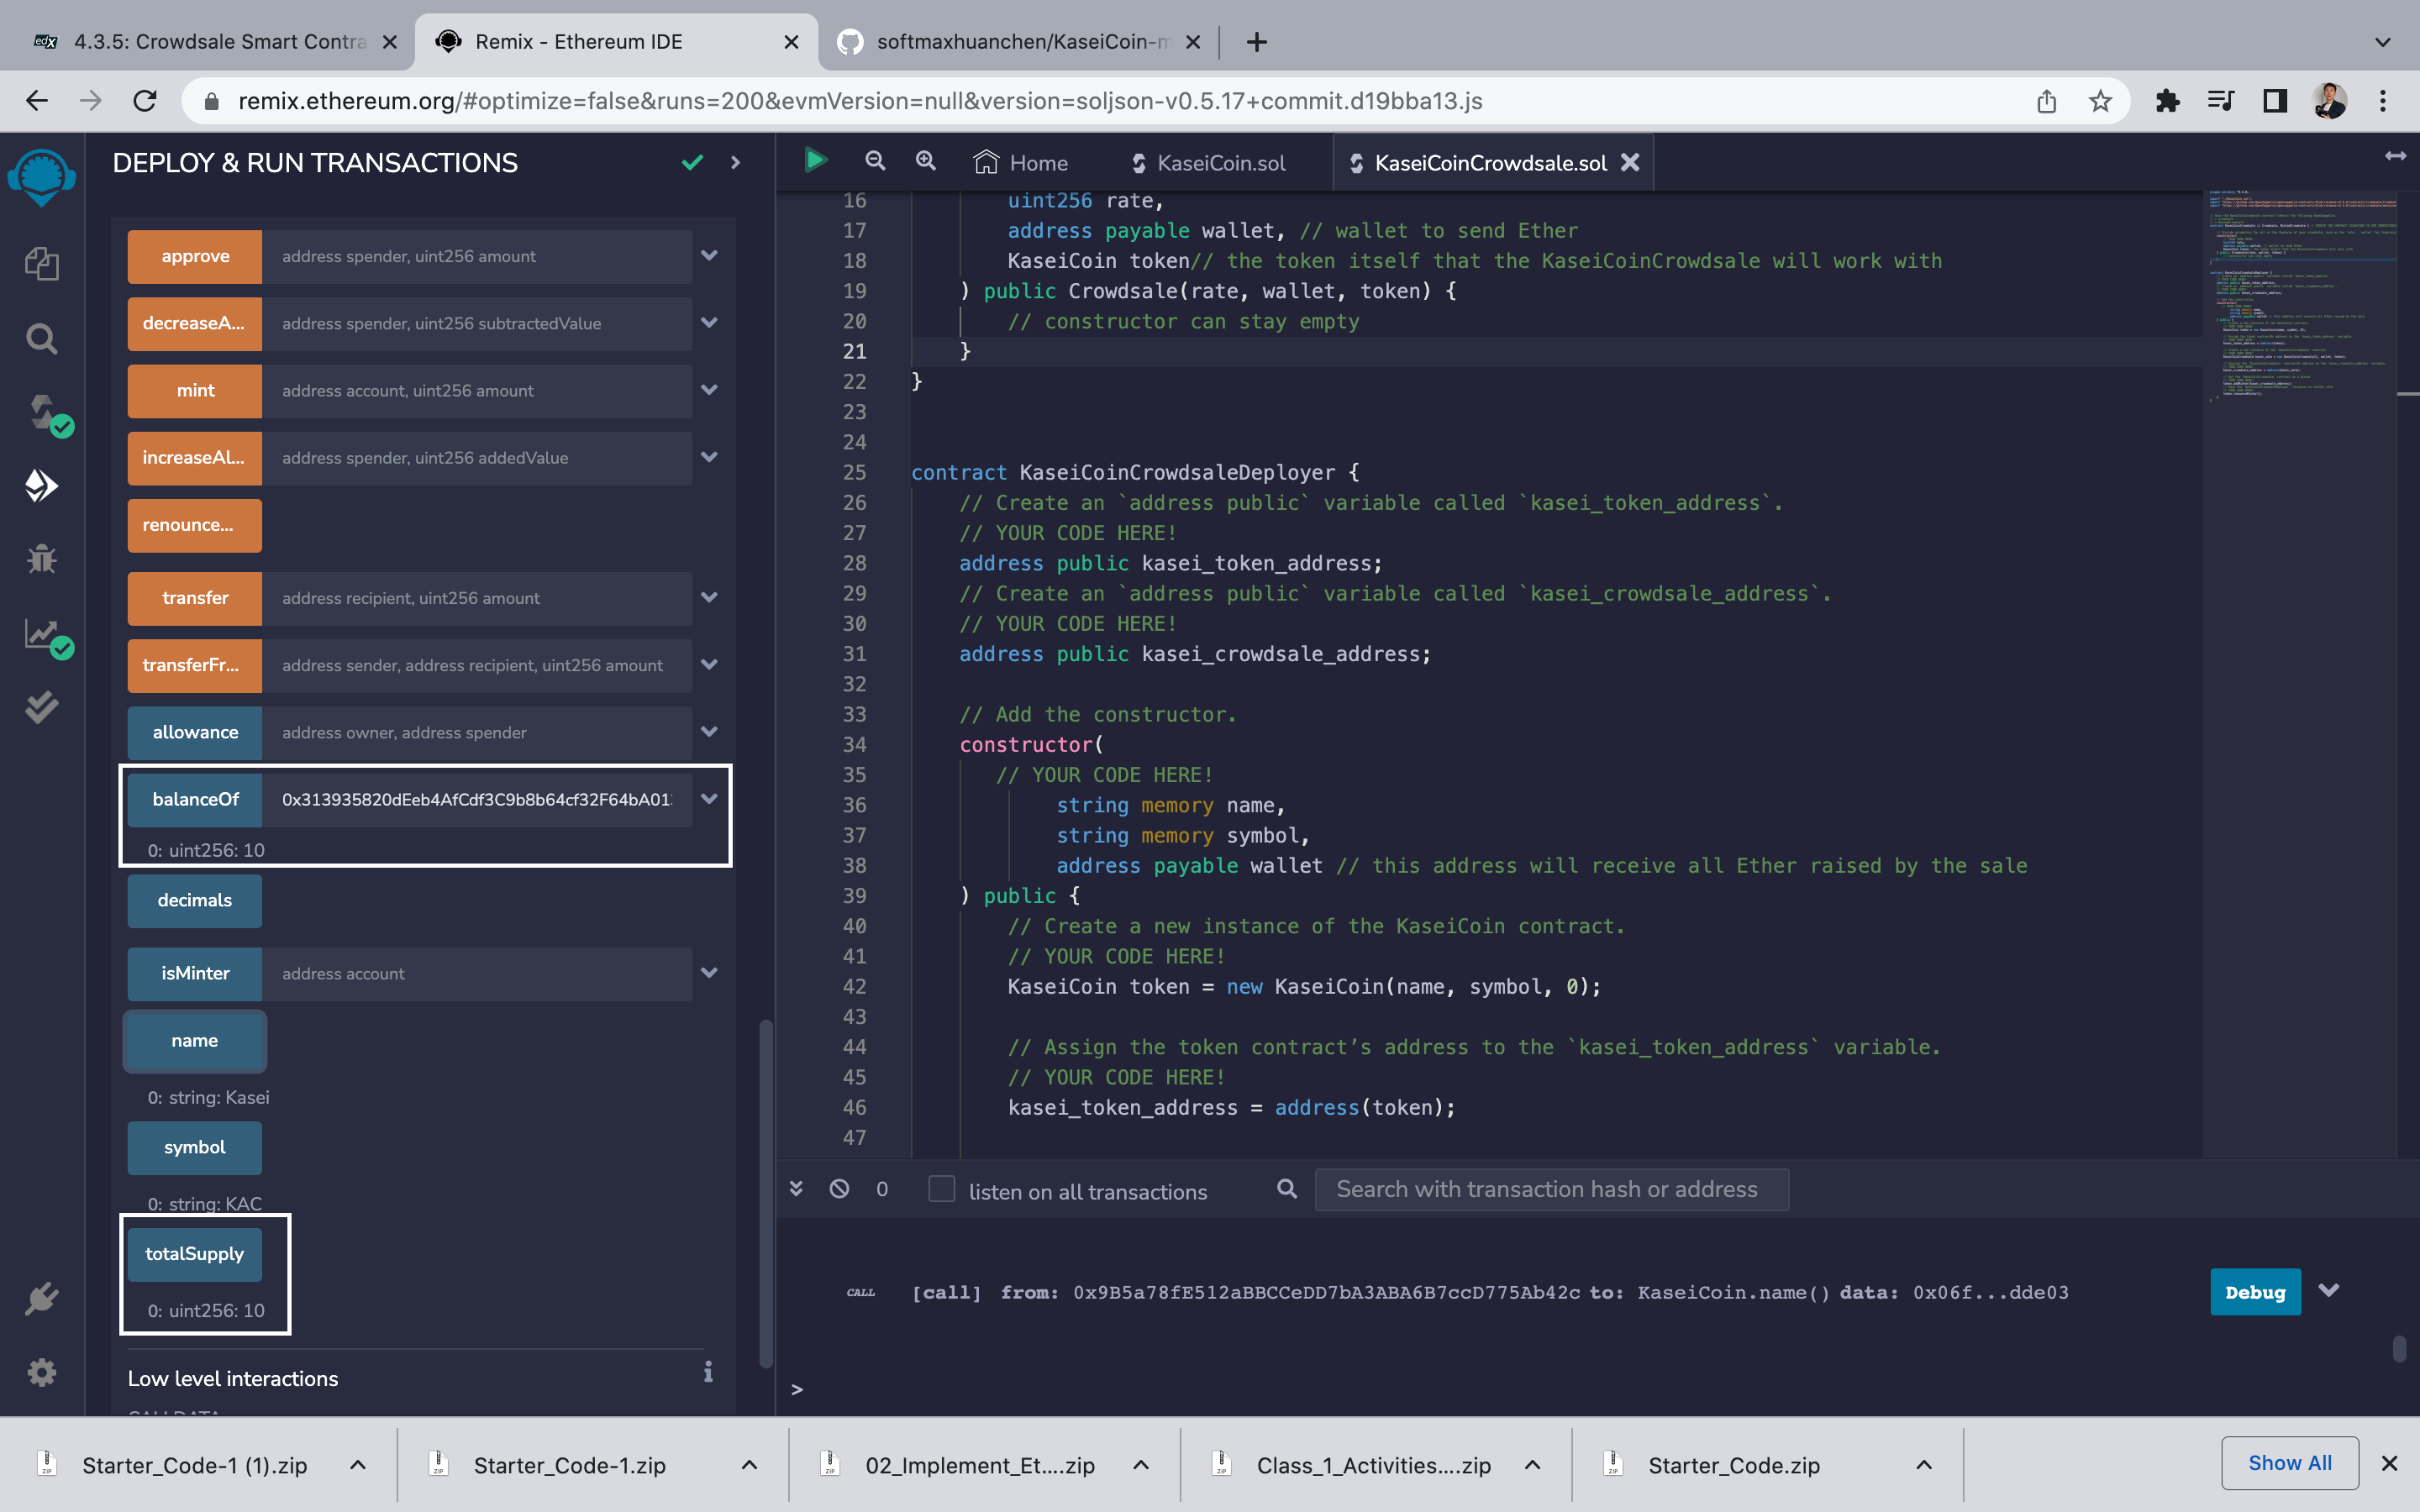 edX 4.3.5: Crowdsale Smart Contra
Remix - Ethereum IDE
softmaxhuanchen/KaseiCoin-m
remix.ethereum.org/#optimize=false&runs=200&evmVersion=null&version=soljson-v0.5.17+commit.d19bba13.js
DEPLOY & RUN TRANSACTIONS
approve address spender, uint256 amount
decreaseA... address spender, uint256 subtractedValue
mint address account, uint256 amount
increaseAl... address spender, uint256 addedValue
renounce...
transfer address recipient, uint256 amount
transferFr... address sender, address recipient, uint256 amount
allowance address owner, address spender
balanceOf 0x313935820dEeb4AfCdf3C9b8b64cf32F64bA01
0: uint256: 10
decimals
isMinter address account
name
0: string: Kasei
symbol
0: string: KAC
totalSupply
0: uint256: 10
Low level interactions
CALLDATA
Home
KaseiCoin.sol
KaseiCoinCrowdsale.sol
16 uint256 rate,
17 address payable wallet, // wallet to send Ether
18 KaseiCoin token// the token itself that the KaseiCoinCrowdsale will work with
19 ) public Crowdsale(rate, wallet, token) {
20 // constructor can stay empty
21 }
22 }
23
24
25 contract KaseiCoinCrowdsaleDeployer {
26 // Create an `address public` variable called `kasei_token_address`.
27 // YOUR CODE HERE!
28 address public kasei_token_address;
29 // Create an `address public` variable called `kasei_crowdsale_address`.
30 // YOUR CODE HERE!
31 address public kasei_crowdsale_address;
32
33 // Add the constructor.
34 constructor(
35 // YOUR CODE HERE!
36 string memory name,
37 string memory symbol,
38 address payable wallet // this address will receive all Ether raised by the sale
39 ) public {
40 // Create a new instance of the KaseiCoin contract.
41 // YOUR CODE HERE!
42 KaseiCoin token = new KaseiCoin(name, symbol, 0);
43
44 // Assign the token contract’s address to the `kasei_token_address` variable.
45 // YOUR CODE HERE!
46 kasei_token_address = address(token);
47
0 listen on all transactions Search with transaction hash or address
CALL [call] from: 0x9B5a78fE512aBBCCeDD7bA3ABA6B7ccD775Ab42c to: KaseiCoin.name() data: 0x06f...dde03 Debug
>
Starter_Code-1 (1).zip
Starter_Code-1.zip
02_Implement_Et....zip
Class_1_Activities....zip
Starter_Code.zip
Show All